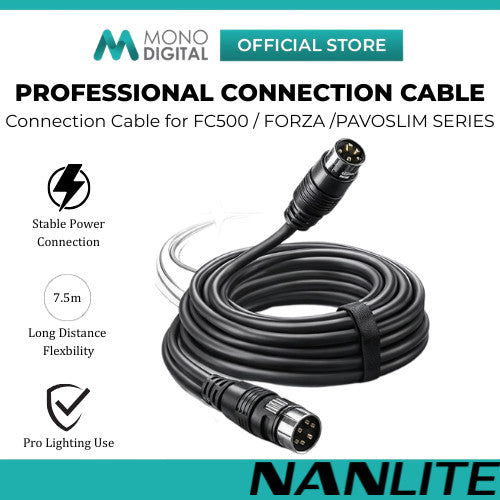 MONO
DIGITAL
OFFICIAL STORE
PROFESSIONAL CONNECTION CABLE
Connection Cable for FC500 / FORZA /PAVOSLIM SERIES
Stable Power
Connection
7.5m
Long Distance
Flexbility
Pro Lighting Use
NANLITE